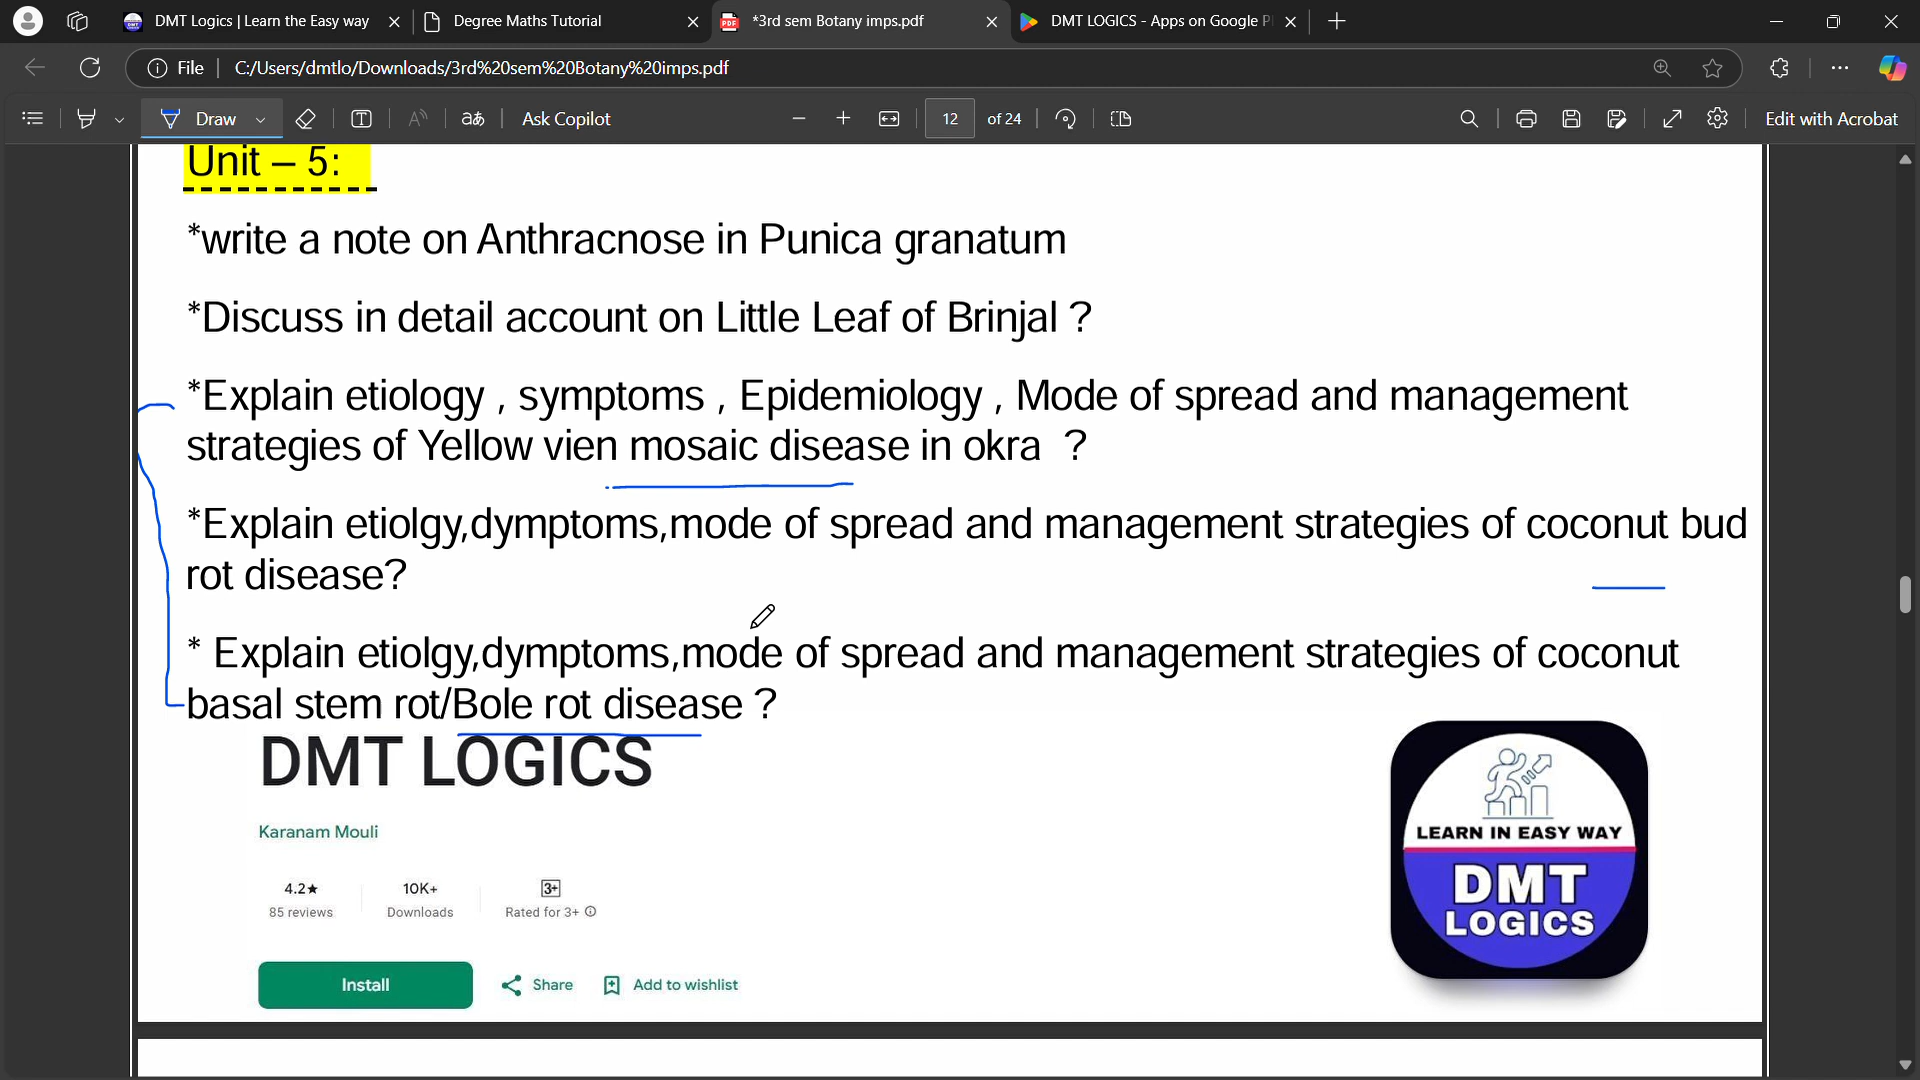 DMT Logics | Learn the Easy way
Degree Maths Tutorial
*3rd sem Botany imps.pdf
DMT LOGICS - Apps on Google Pl
File
C:/Users/dmtlo/Downloads/3rd%20sem%20Botany%20imps.pdf
Draw
Ask Copilot
12 of 24
Edit with Acrobat
Unit – 5:
*write a note on Anthracnose in Punica granatum
*Discuss in detail account on Little Leaf of Brinjal ?
*Explain etiology , symptoms , Epidemiology , Mode of spread and management
strategies of Yellow vien mosaic disease in okra ?
*Explain etiolgy,dymptoms,mode of spread and management strategies of coconut bud
rot disease?
* Explain etiolgy,dymptoms,mode of spread and management strategies of coconut
basal stem rot/Bole rot disease ?
DMT LOGICS
Karanam Mouli
4.2★ 10K+ 3+
85 reviews Downloads Rated for 3+
Install Share Add to wishlist
LEARN IN EASY WAY
DMT
LOGICS